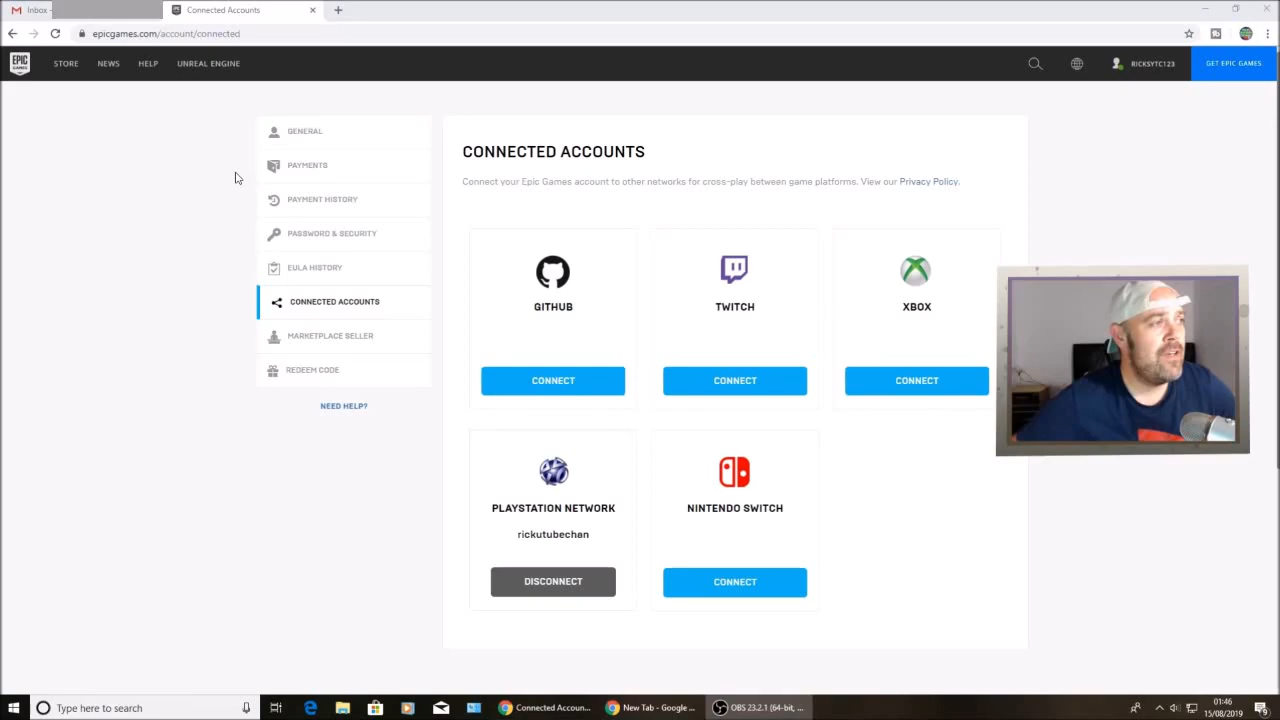 Inbox -
Connected Accounts
epicgames.com/account/connected
EPIC GAMES
STORE NEWS HELP UNREAL ENGINE
RICKSYTC123
GET EPIC GAMES
GENERAL
PAYMENTS
PAYMENT HISTORY
PASSWORD & SECURITY
EULA HISTORY
CONNECTED ACCOUNTS
MARKETPLACE SELLER
REDEEM CODE
NEED HELP?
CONNECTED ACCOUNTS
Connect your Epic Games account to other networks for cross-play between game platforms. View our Privacy Policy.
GITHUB
CONNECT
TWITCH
CONNECT
XBOX
CONNECT
PLAYSTATION NETWORK
rickutubechan
DISCONNECT
NINTENDO SWITCH
CONNECT
Type here to search
Connected Accoun...
New Tab - Google ...
OBS 23.2.1 (64-bit, ...
01:46
15/08/2019